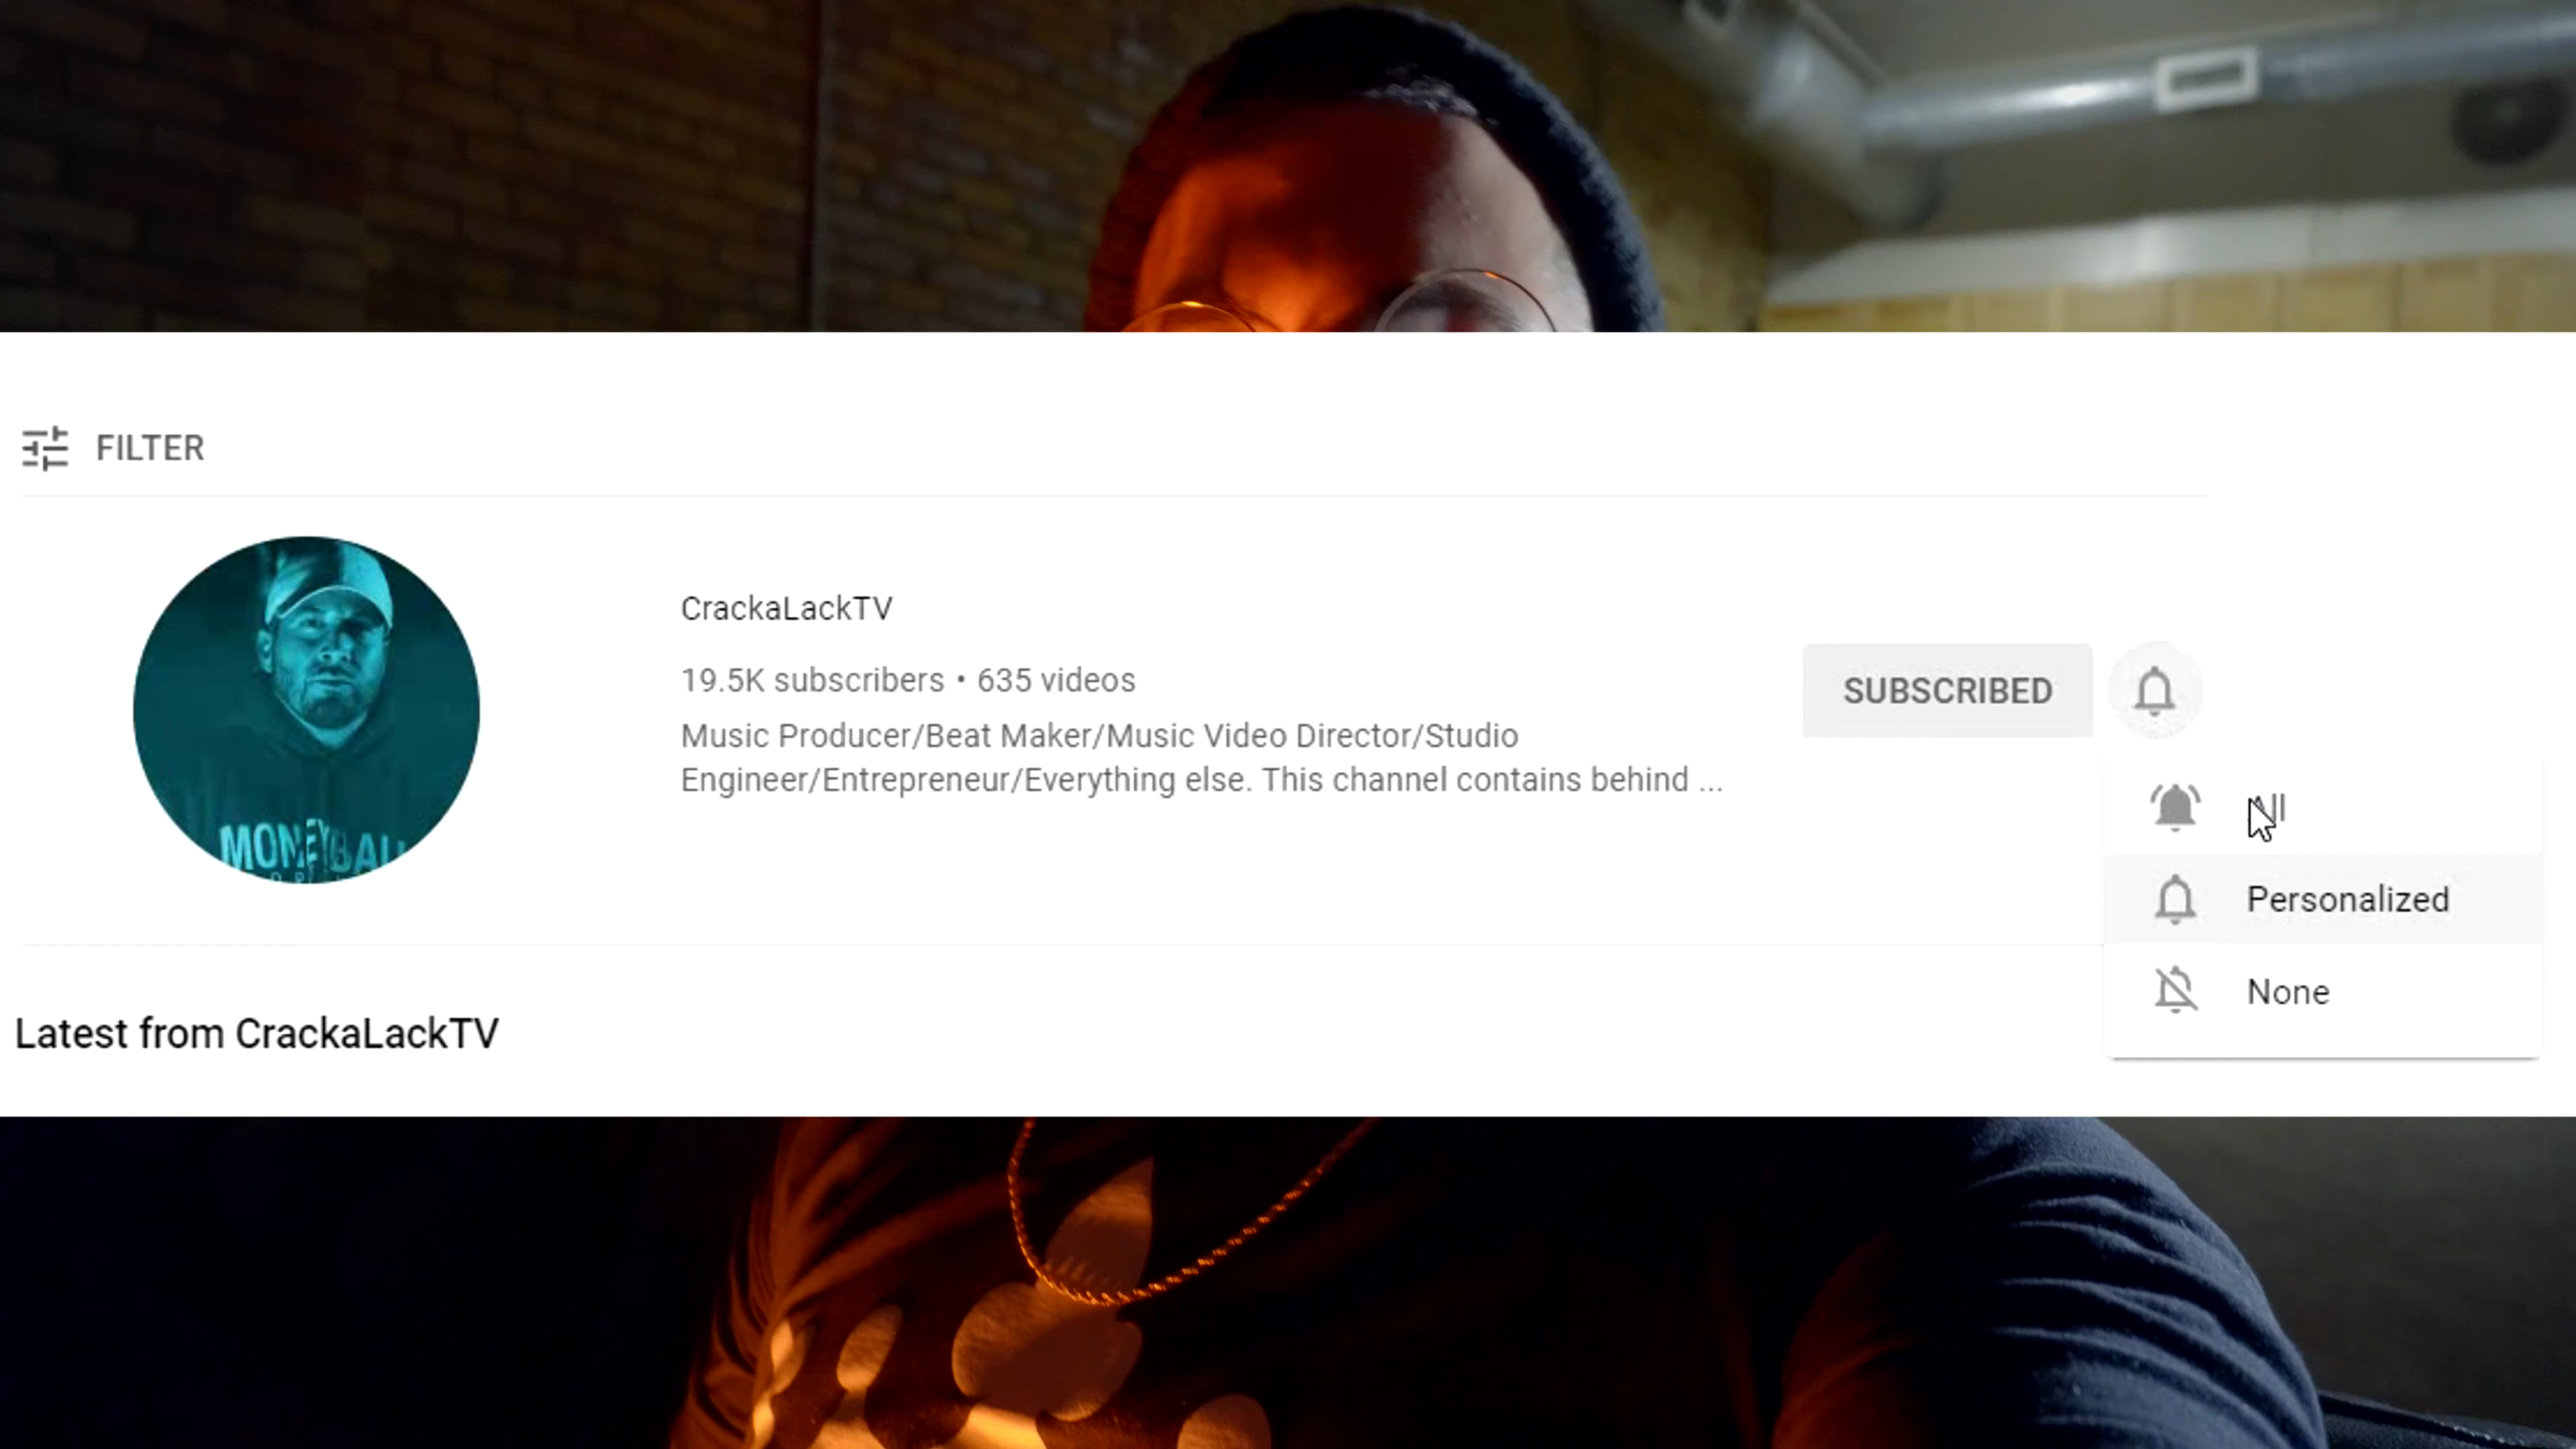 FILTER
CrackaLackTV
19.5K subscribers • 635 videos
Music Producer/Beat Maker/Music Video Director/Studio
Engineer/Entrepreneur/Everything else. This channel contains behind ...
SUBSCRIBED
All
Personalized
None
MONEYBALL
Latest from CrackaLackTV